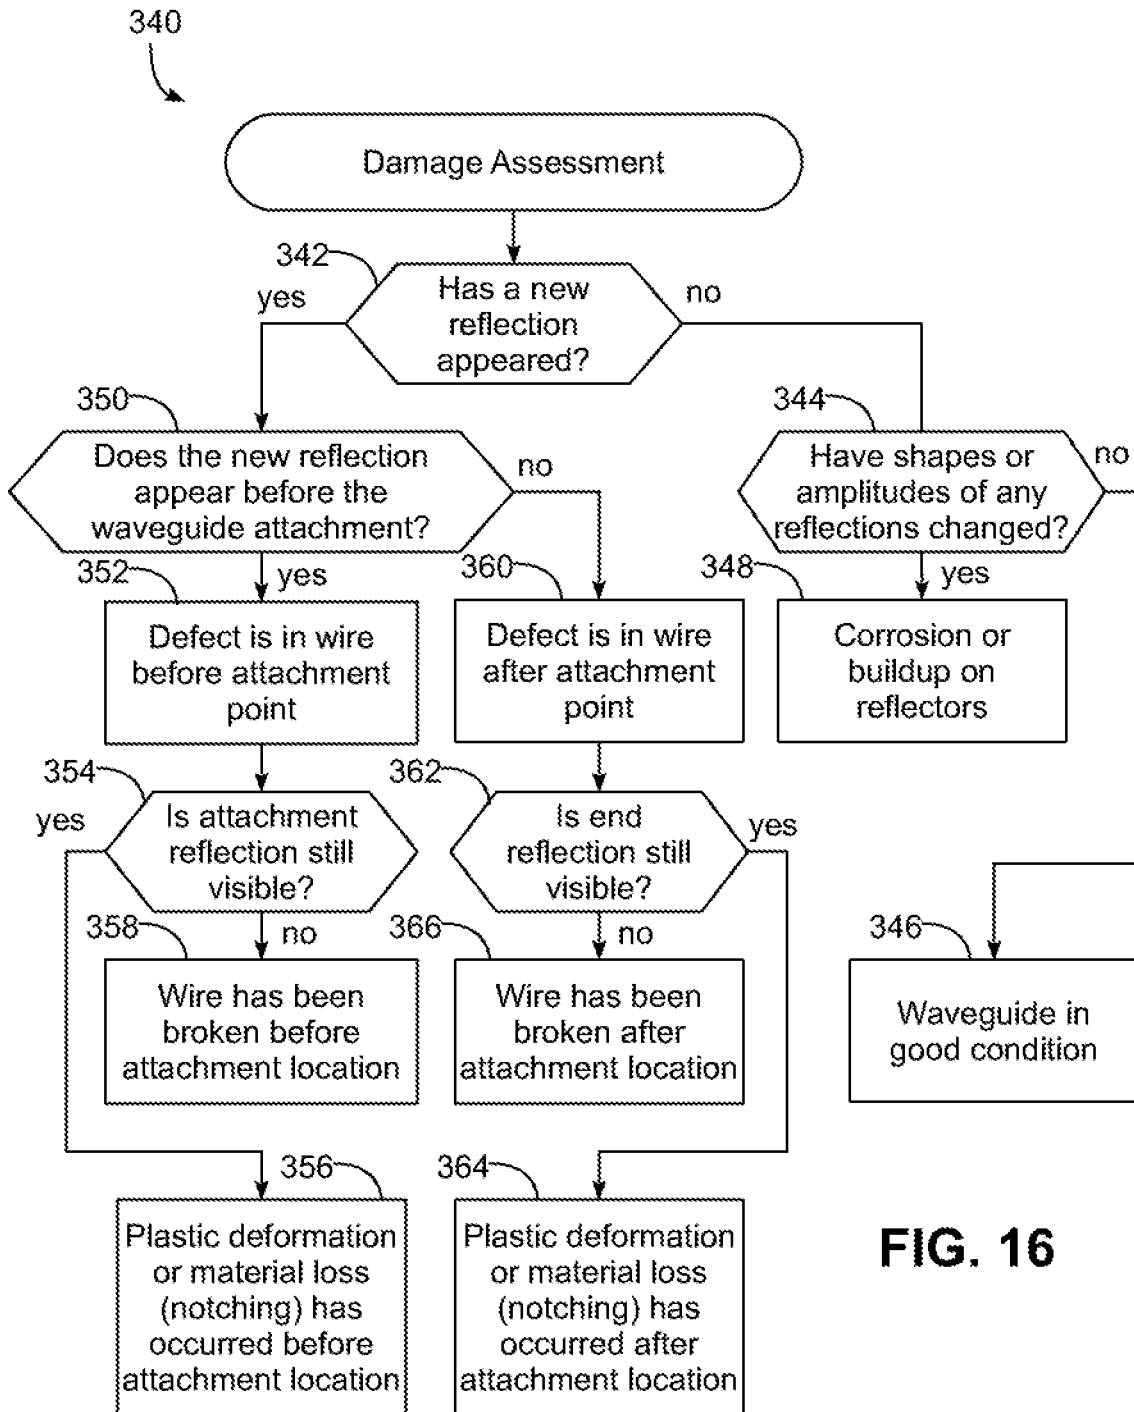 340
Damage Assessment
342
yes
Has a new
reflection
appeared?
no
350
Does the new reflection
appear before the
waveguide attachment?
no
344
Have shapes or
amplitudes of any
reflections changed?
no
352
yes
Defect is in wire
before attachment
point
360
Defect is in wire
after attachment
point
348
yes
Corrosion or
buildup on
reflectors
354
yes
Is attachment
reflection still
visible?
362
Is end
reflection still
visible?
yes
358
no
Wire has been
broken before
attachment location
366
no
Wire has been
broken after
attachment location
346
Waveguide in
good condition
356
Plastic deformation
or material loss
(notching) has
occurred before
attachment location
364
Plastic deformation
or material loss
(notching) has
occurred after
attachment location
FIG. 16